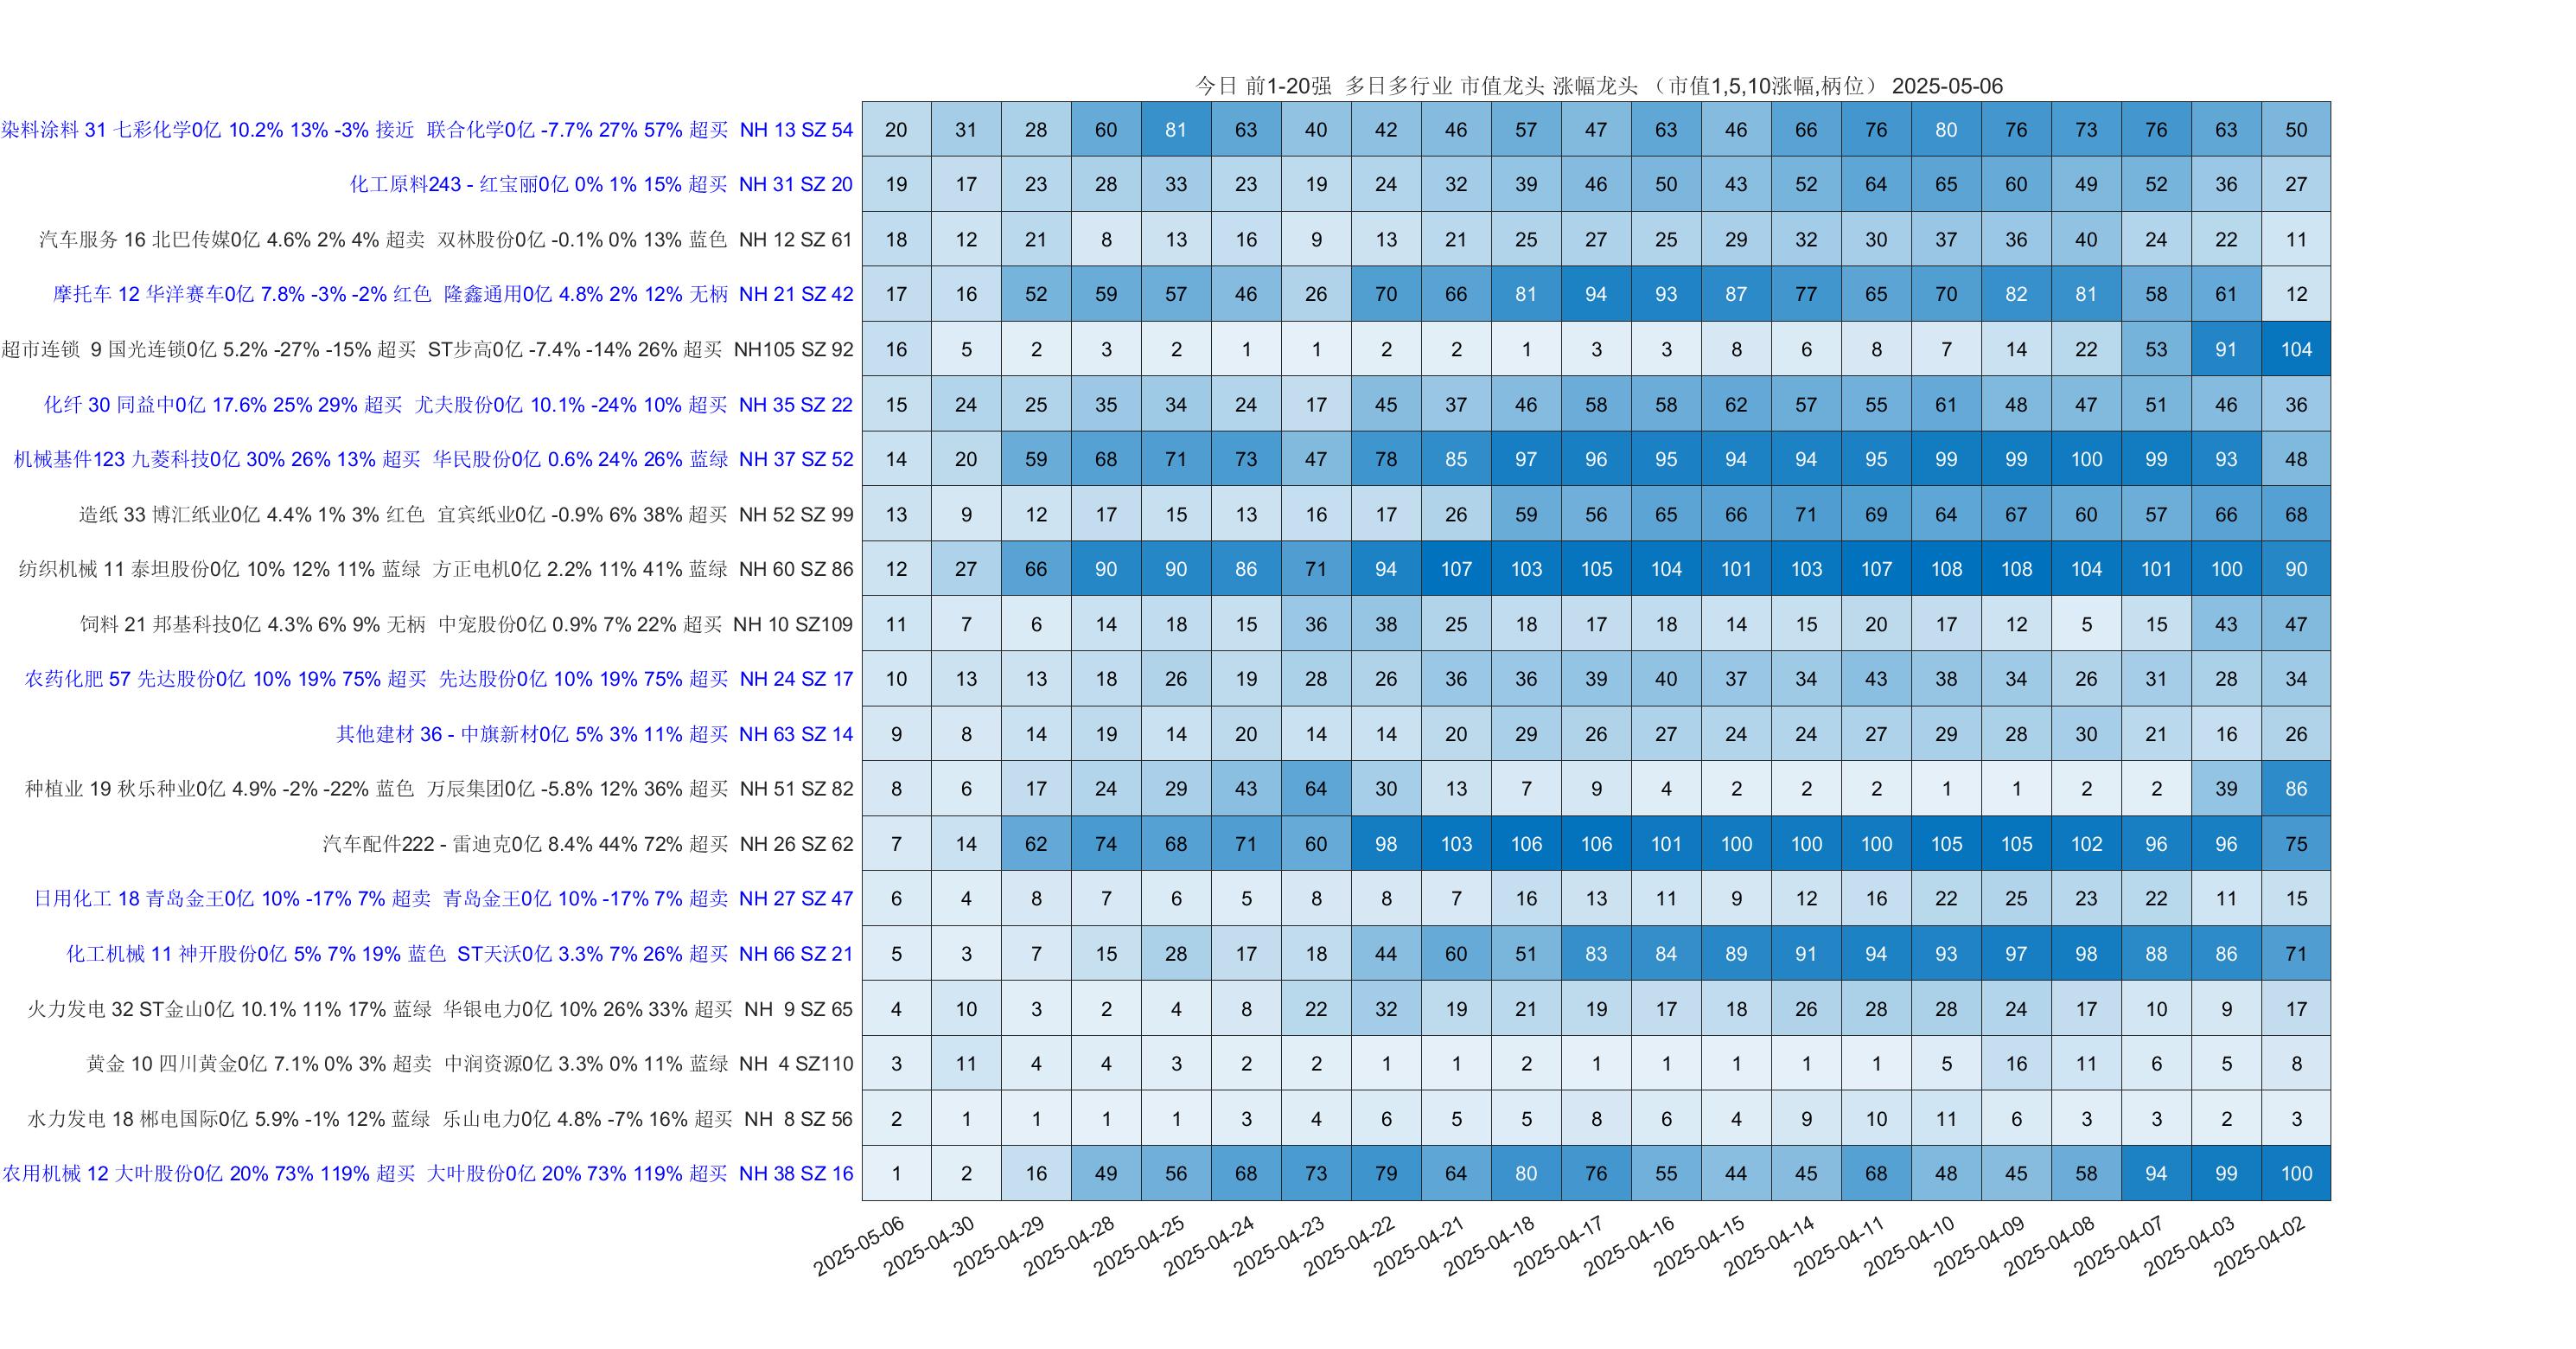 今日 前1-20强  多日多行业 市值龙头 涨幅龙头 （市值1,5,10涨幅,柄位） 2025-05-06
染料涂料 31 七彩化学0亿 10.2% 13% -3% 接近  联合化学0亿 -7.7% 27% 57% 超买  NH 13 SZ 54 20 31 28 60 81 63 40 42 46 57 47 63 46 66 76 80 76 73 76 63 50
化工原料243 - 红宝丽0亿 0% 1% 15% 超买  NH 31 SZ 20 19 17 23 28 33 23 19 24 32 39 46 50 43 52 64 65 60 49 52 36 27
汽车服务 16 北巴传媒0亿 4.6% 2% 4% 超卖  双林股份0亿 -0.1% 0% 13% 蓝色  NH 12 SZ 61 18 12 21 8 13 16 9 13 21 25 27 25 29 32 30 37 36 40 24 22 11
摩托车 12 华洋赛车0亿 7.8% -3% -2% 红色  隆鑫通用0亿 4.8% 2% 12% 无柄  NH 21 SZ 42 17 16 52 59 57 46 26 70 66 81 94 93 87 77 65 70 82 81 58 61 12
超市连锁  9 国光连锁0亿 5.2% -27% -15% 超买  ST步高0亿 -7.4% -14% 26% 超买  NH105 SZ 92 16 5 2 3 2 1 1 2 2 1 3 3 8 6 8 7 14 22 53 91 104
化纤 30 同益中0亿 17.6% 25% 29% 超买  尤夫股份0亿 10.1% -24% 10% 超买  NH 35 SZ 22 15 24 25 35 34 24 17 45 37 46 58 58 62 57 55 61 48 47 51 46 36
机械基件123 九菱科技0亿 30% 26% 13% 超买  华民股份0亿 0.6% 24% 26% 蓝绿  NH 37 SZ 52 14 20 59 68 71 73 47 78 85 97 96 95 94 94 95 99 99 100 99 93 48
造纸 33 博汇纸业0亿 4.4% 1% 3% 红色  宜宾纸业0亿 -0.9% 6% 38% 超买  NH 52 SZ 99 13 9 12 17 15 13 16 17 26 59 56 65 66 71 69 64 67 60 57 66 68
纺织机械 11 泰坦股份0亿 10% 12% 11% 蓝绿  方正电机0亿 2.2% 11% 41% 蓝绿  NH 60 SZ 86 12 27 66 90 90 86 71 94 107 103 105 104 101 103 107 108 108 104 101 100 90
饲料 21 邦基科技0亿 4.3% 6% 9% 无柄  中宠股份0亿 0.9% 7% 22% 超买  NH 10 SZ109 11 7 6 14 18 15 36 38 25 18 17 18 14 15 20 17 12 5 15 43 47
农药化肥 57 先达股份0亿 10% 19% 75% 超买  先达股份0亿 10% 19% 75% 超买  NH 24 SZ 17 10 13 13 18 26 19 28 26 36 36 39 40 37 34 43 38 34 26 31 28 34
其他建材 36 - 中旗新材0亿 5% 3% 11% 超买  NH 63 SZ 14 9 8 14 19 14 20 14 14 20 29 26 27 24 24 27 29 28 30 21 16 26
种植业 19 秋乐种业0亿 4.9% -2% -22% 蓝色  万辰集团0亿 -5.8% 12% 36% 超买  NH 51 SZ 82 8 6 17 24 29 43 64 30 13 7 9 4 2 2 2 1 1 2 2 39 86
汽车配件222 - 雷迪克0亿 8.4% 44% 72% 超买  NH 26 SZ 62 7 14 62 74 68 71 60 98 103 106 106 101 100 100 100 105 105 102 96 96 75
日用化工 18 青岛金王0亿 10% -17% 7% 超卖  青岛金王0亿 10% -17% 7% 超卖  NH 27 SZ 47 6 4 8 7 6 5 8 8 7 16 13 11 9 12 16 22 25 23 22 11 15
化工机械 11 神开股份0亿 5% 7% 19% 蓝色  ST天沃0亿 3.3% 7% 26% 超买  NH 66 SZ 21 5 3 7 15 28 17 18 44 60 51 83 84 89 91 94 93 97 98 88 86 71
火力发电 32 ST金山0亿 10.1% 11% 17% 蓝绿  华银电力0亿 10% 26% 33% 超买  NH  9 SZ 65 4 10 3 2 4 8 22 32 19 21 19 17 18 26 28 28 24 17 10 9 17
黄金 10 四川黄金0亿 7.1% 0% 3% 超卖  中润资源0亿 3.3% 0% 11% 蓝绿  NH  4 SZ110 3 11 4 4 3 2 2 1 1 2 1 1 1 1 1 5 16 11 6 5 8
水力发电 18 郴电国际0亿 5.9% -1% 12% 蓝绿  乐山电力0亿 4.8% -7% 16% 超买  NH  8 SZ 56 2 1 1 1 1 3 4 6 5 5 8 6 4 9 10 11 6 3 3 2 3
农用机械 12 大叶股份0亿 20% 73% 119% 超买  大叶股份0亿 20% 73% 119% 超买  NH 38 SZ 16 1 2 16 49 56 68 73 79 64 80 76 55 44 45 68 48 45 58 94 99 100
2025-05-06 2025-04-30 2025-04-29 2025-04-28 2025-04-25 2025-04-24 2025-04-23 2025-04-22 2025-04-21 2025-04-18 2025-04-17 2025-04-16 2025-04-15 2025-04-14 2025-04-11 2025-04-10 2025-04-09 2025-04-08 2025-04-07 2025-04-03 2025-04-02